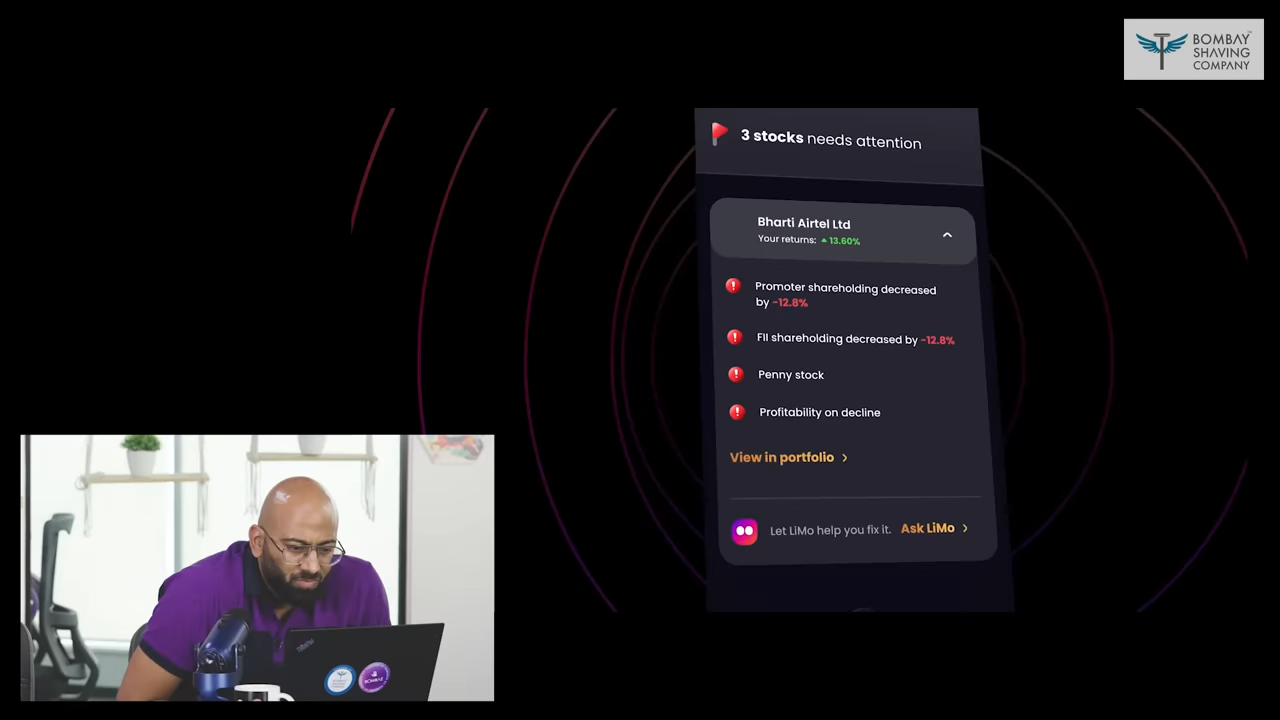 BOMBAY
SHAVING
COMPANY
3 stocks needs attention
Bharti Airtel Ltd
Your returns: 13.60%
Promoter shareholding decreased
by -12.8%
FII shareholding decreased by -12.8%
Penny stock
Profitability on decline
View in portfolio
Let LiMo help you fix it. Ask LiMo
BOMBAE